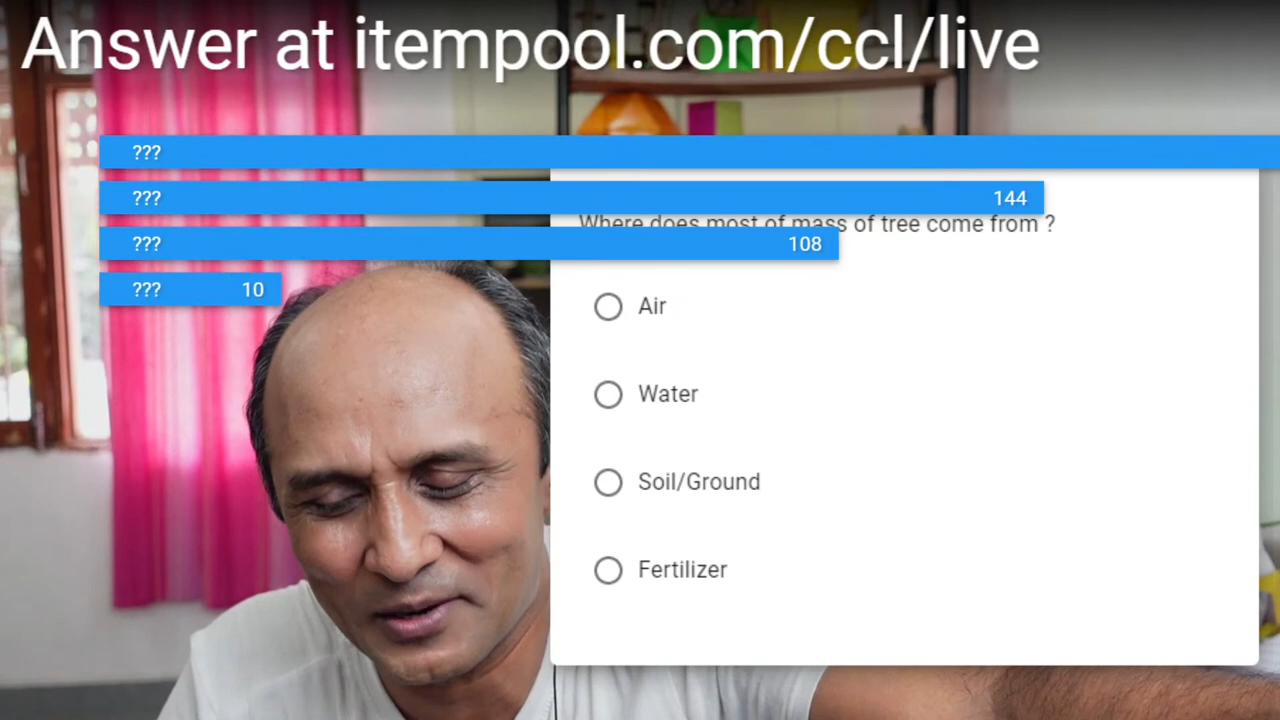 Answer at itempool.com/ccl/live
???
??? 144
Where does most of mass of tree come from ?
??? 108
??? 10
Air
Water
Soil/Ground
Fertilizer